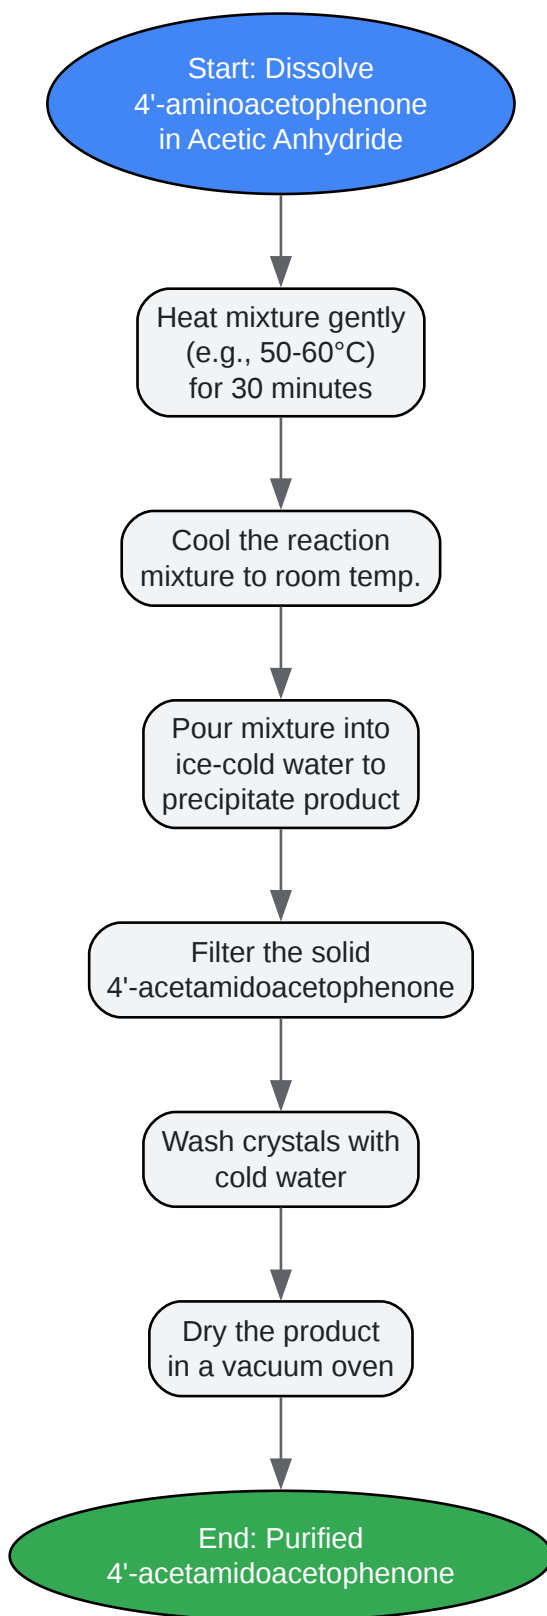 Start: Dissolve
4'-aminoacetophenone
in Acetic Anhydride
Heat mixture gently
(e.g., 50-60°C)
for 30 minutes
Cool the reaction
mixture to room temp.
Pour mixture into
ice-cold water to
precipitate product
Filter the solid
4'-acetamidoacetophenone
Wash crystals with
cold water
Dry the product
in a vacuum oven
End: Purified
4'-acetamidoacetophenone